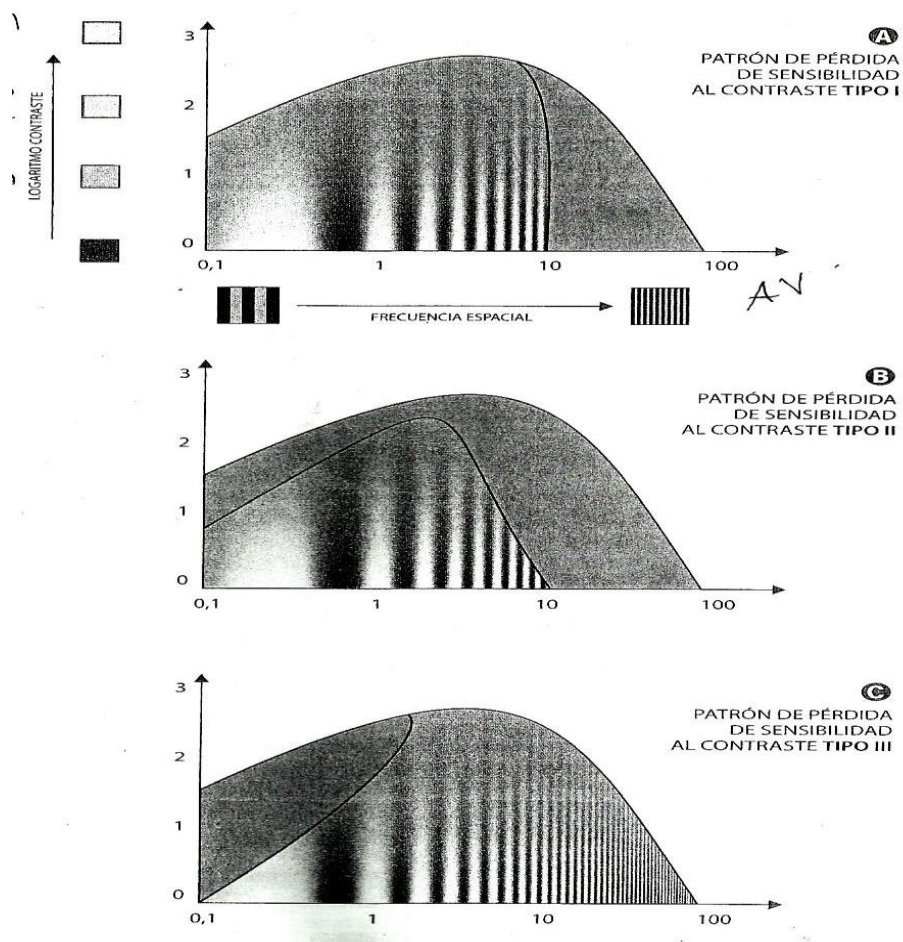 A
PATRÓN DE PÉRDIDA
DE SENSIBILIDAD
AL CONTRASTE TIPO I
LOGARITMO CONTRASTE
3
2
1
0
0,1 1 10 100
FRECUENCIA ESPACIAL
AV
B
PATRÓN DE PÉRDIDA
DE SENSIBILIDAD
AL CONTRASTE TIPO II
3
2
1
0
0,1 1 10 100
C
PATRÓN DE PÉRDIDA
DE SENSIBILIDAD
AL CONTRASTE TIPO III
3
2
1
0
0,1 1 10 100